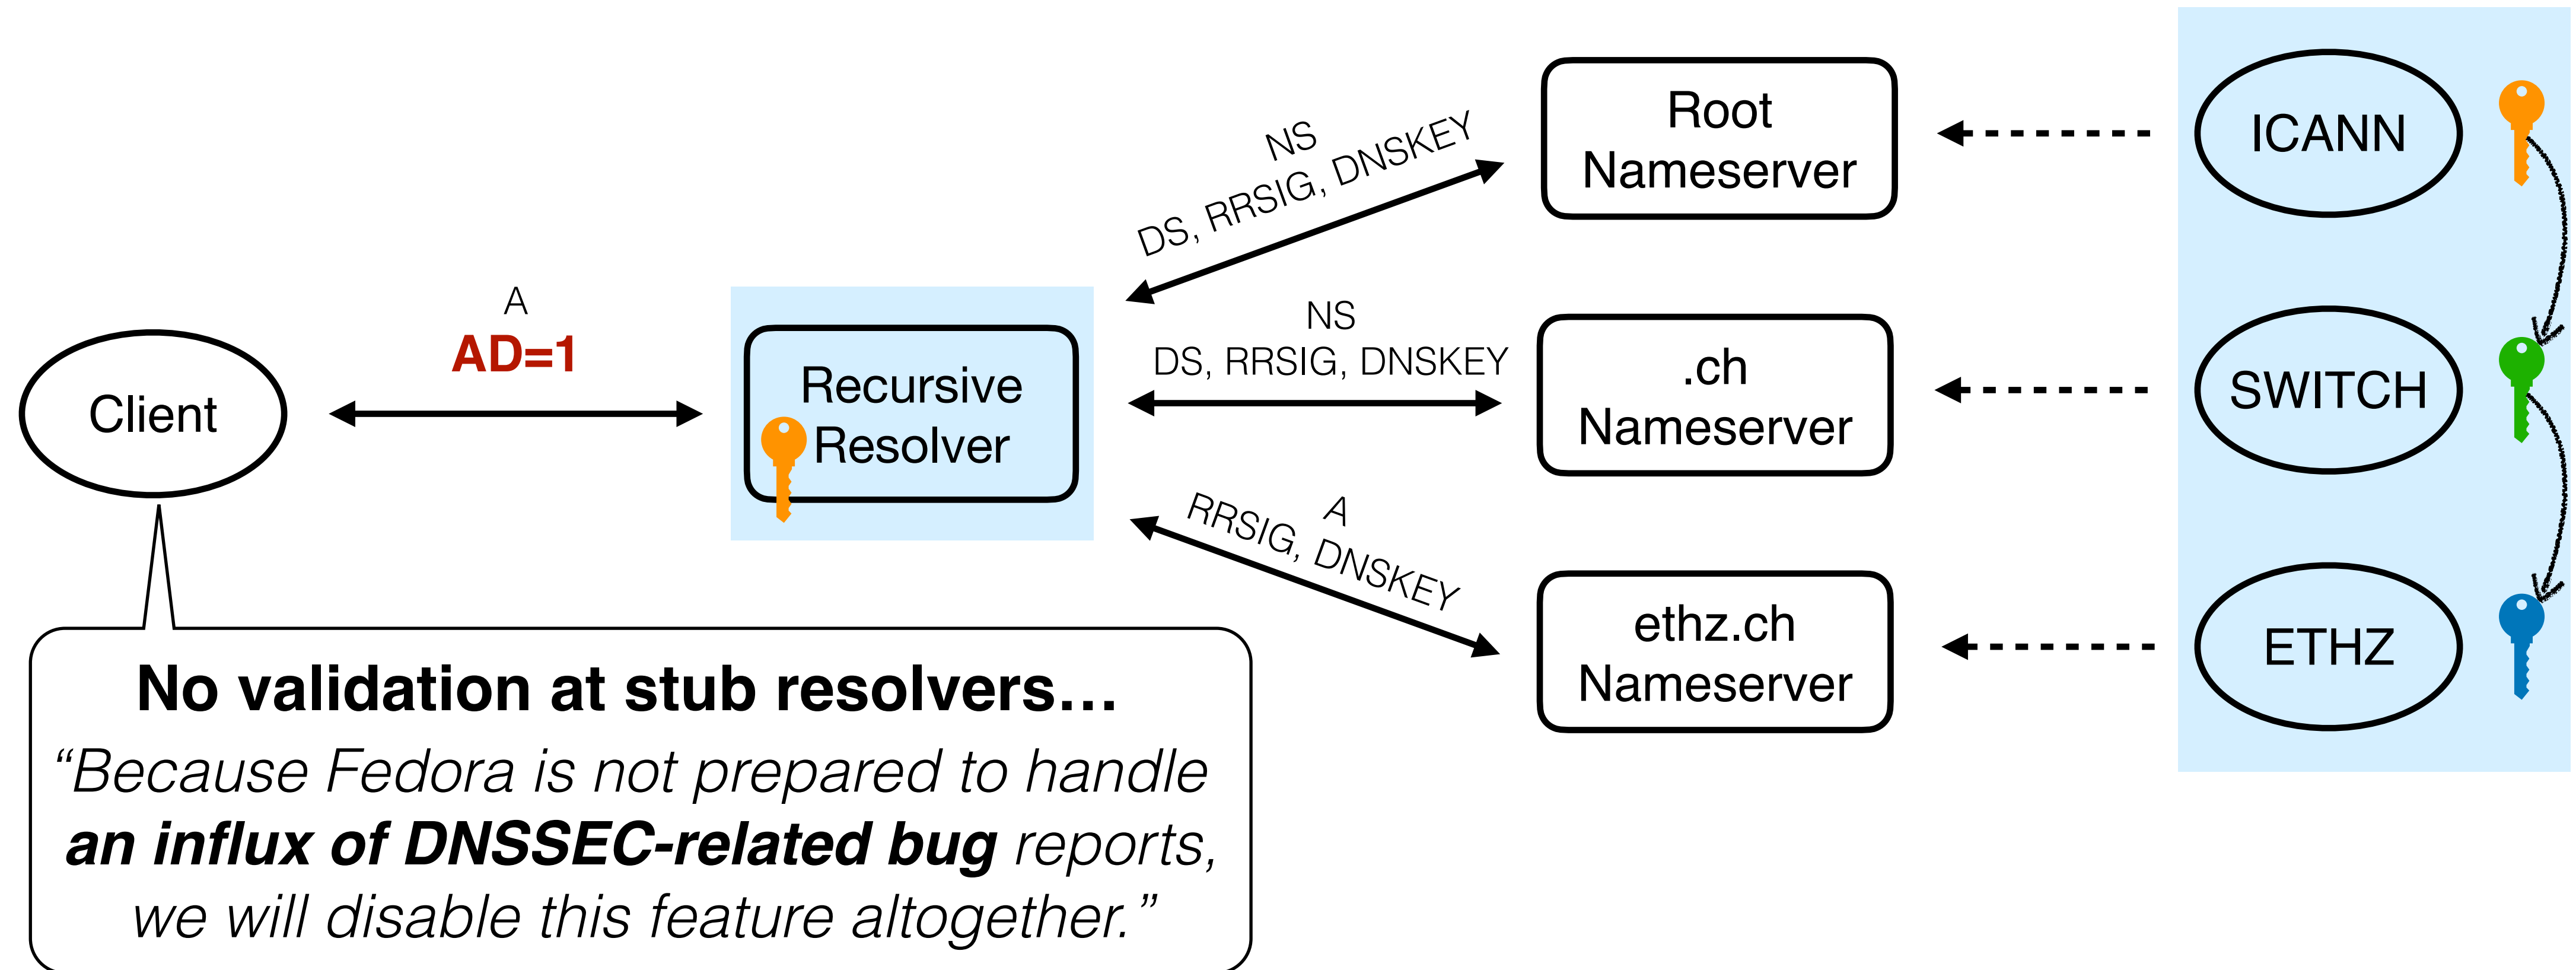 Client
A
AD=1
Recursive
Resolver
NS
DS, RRSIG, DNSKEY
NS
DS, RRSIG, DNSKEY
A
RRSIG, DNSKEY
Root
Nameserver
.ch
Nameserver
ethz.ch
Nameserver
ICANN
SWITCH
ETHZ
No validation at stub resolvers…
“Because Fedora is not prepared to handle
an influx of DNSSEC-related bug reports,
we will disable this feature altogether.”